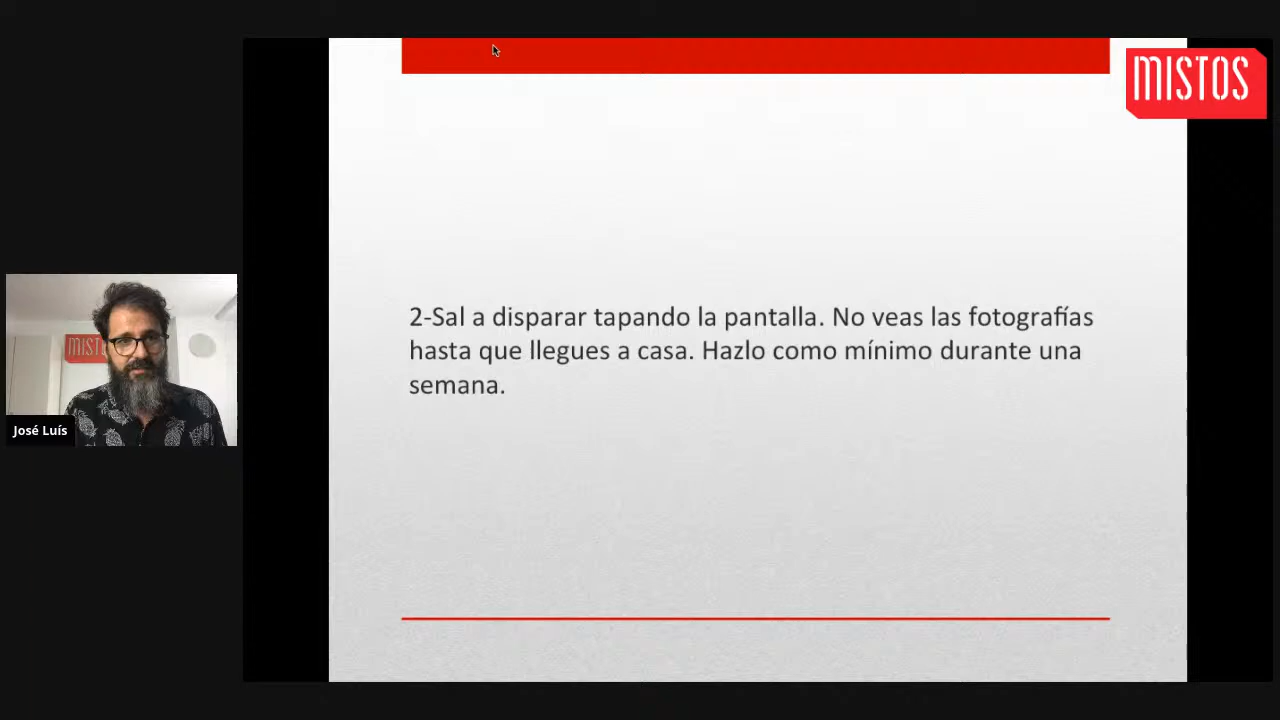 MISTOS
2-Sal a disparar tapando la pantalla. No veas las fotografías
hasta que llegues a casa. Hazlo como mínimo durante una
semana.
MIST
José Luís